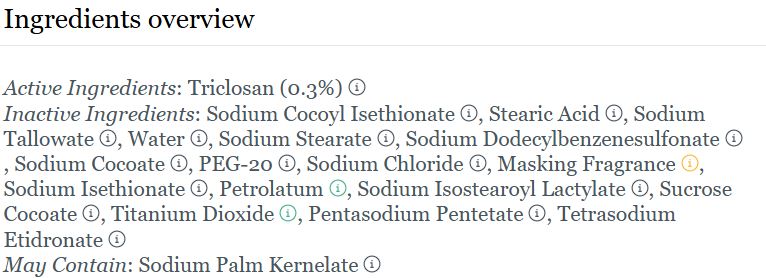 Ingredients overview
Active Ingredients: Triclosan (0.3%) ⓘ
Inactive Ingredients: Sodium Cocoyl Isethionate ⓘ, Stearic Acid ⓘ, Sodium
Tallowate ⓘ, Water ⓘ, Sodium Stearate ⓘ, Sodium Dodecylbenzenesulfonate ⓘ
, Sodium Cocoate ⓘ, PEG-20 ⓘ, Sodium Chloride ⓘ, Masking Fragrance ⓘ,
Sodium Isethionate ⓘ, Petrolatum ⓘ, Sodium Isostearoyl Lactylate ⓘ, Sucrose
Cocoate ⓘ, Titanium Dioxide ⓘ, Pentasodium Pentetate ⓘ, Tetrasodium
Etidronate ⓘ
May Contain: Sodium Palm Kernelate ⓘ